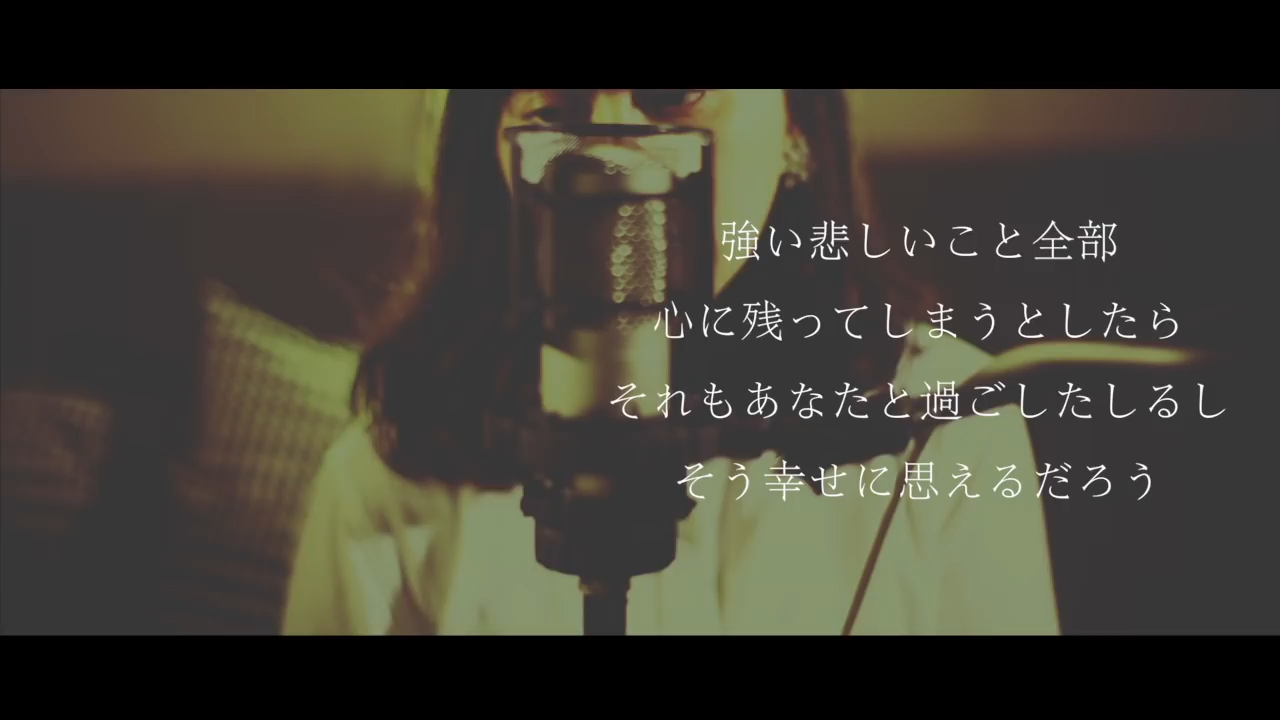 強い悲しいこと全部
心に残ってしまうとしたら
それもあなたと過ごしたしるし
そう幸せに思えるだろう